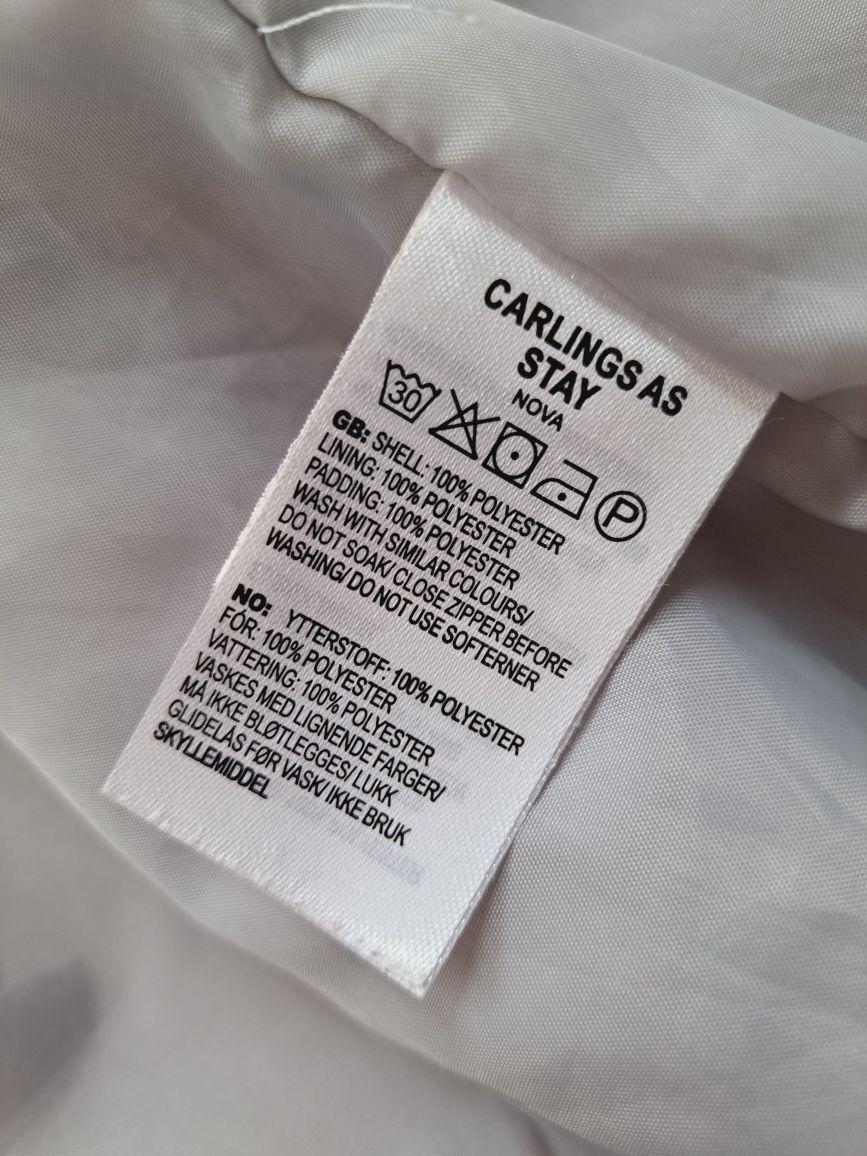 CARLINGS AS
STAY
NOVA
30 P
GB: SHELL: 100% POLYESTER
LINING: 100% POLYESTER
PADDING: 100% POLYESTER
WASH WITH SIMILAR COLOURS/
DO NOT SOAK/ CLOSE ZIPPER BEFORE
WASHING/ DO NOT USE SOFTERNER
NO: YTTERSTOFF: 100% POLYESTER
FÓR: 100% POLYESTER
VATTERING: 100% POLYESTER
VASKES MED LIGNENDE FARGER/
MÅ IKKE BLØTLEGGES/ LUKK
GLIDELÅS FØR VASK/ IKKE BRUK
SKYLLEMIDDEL